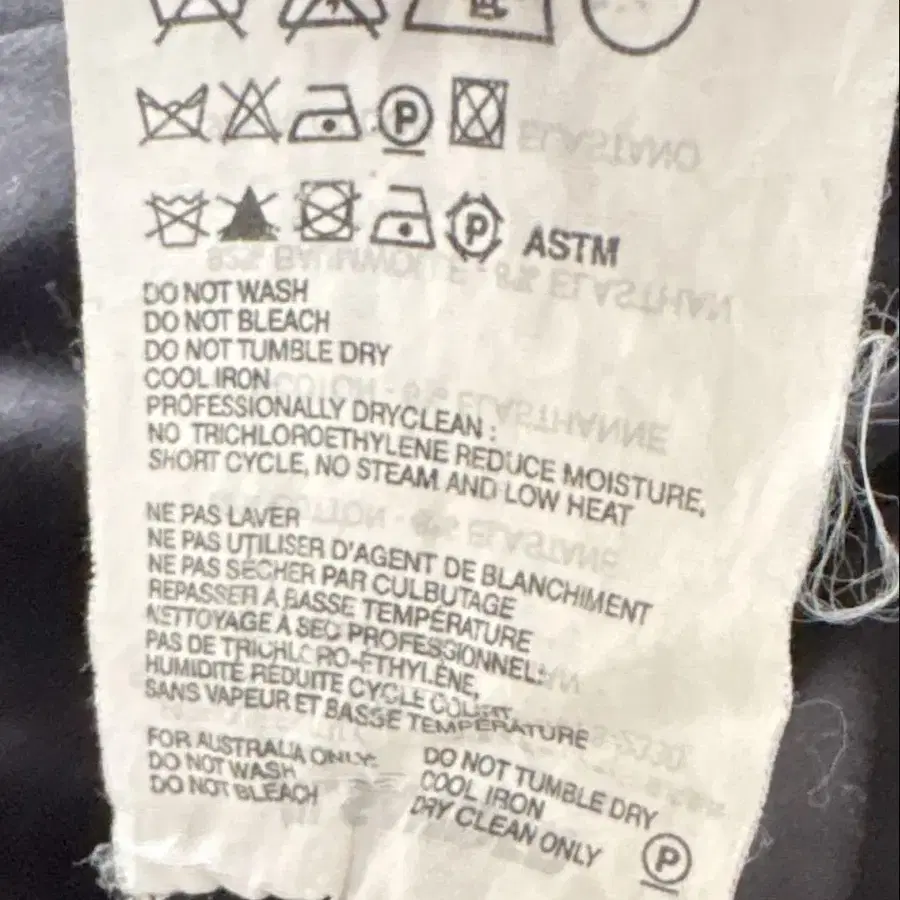 P
P ASTM
DO NOT WASH
DO NOT BLEACH
DO NOT TUMBLE DRY
COOL IRON
PROFESSIONALLY DRYCLEAN :
NO TRICHLOROETHYLENE REDUCE MOISTURE,
SHORT CYCLE, NO STEAM AND LOW HEAT
NE PAS LAVER
NE PAS UTILISER D'AGENT DE BLANCHIMENT
NE PAS SÉCHER PAR CULBUTAGE
REPASSER A BASSE TEMPÉRATURE
NETTOYAGE A SEC PROFESSIONNEL:
PAS DE TRICHLORO-ÉTHYLÈNE,
HUMIDITÉ RÉDUITE CYCLE COURT,
SANS VAPEUR ET BASSE TEMPÉRATURE
FOR AUSTRALIA ONLY:
DO NOT WASH
DO NOT BLEACH
DO NOT TUMBLE DRY
COOL IRON
DRY CLEAN ONLY
P